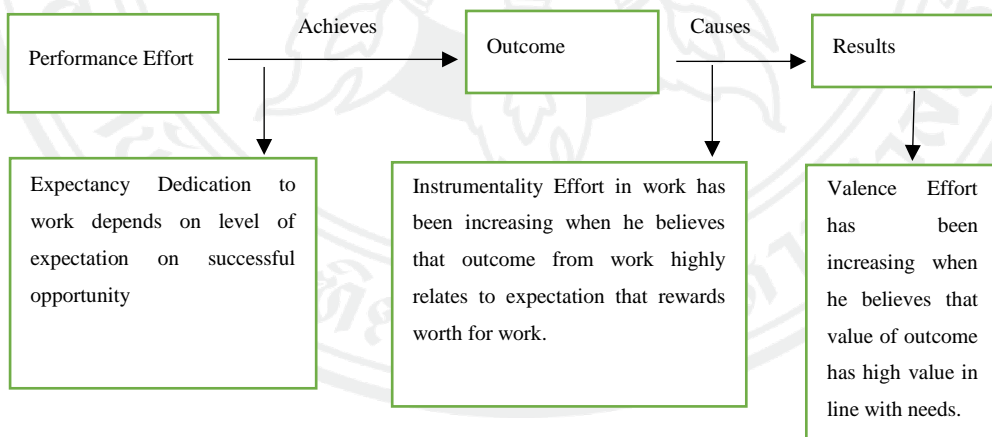 Achieves
Causes
Performance Effort
Outcome
Results
Expectancy Dedication to
work depends on level of
expectation on successful
opportunity
Instrumentality Effort in work has
been increasing when he believes
that outcome from work highly
relates to expectation that rewards
worth for work.
Valence Effort
has been
increasing when
he believes that
value of outcome
has high value in
line with needs.